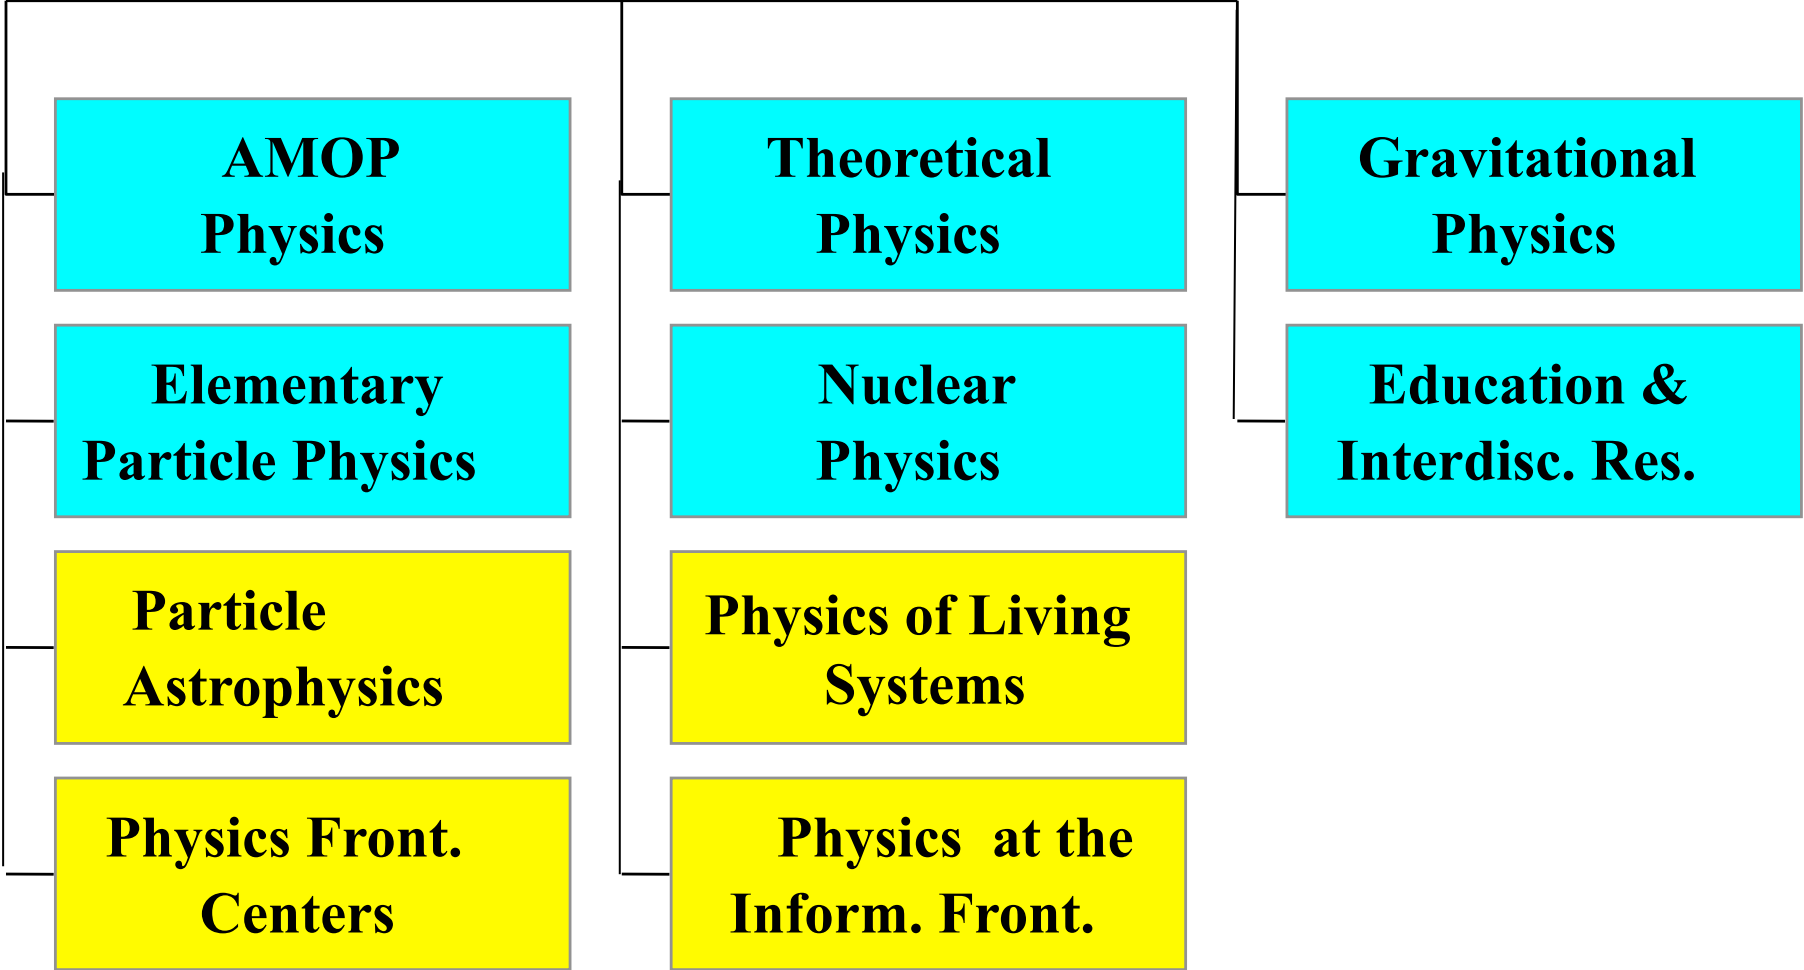 AMOP
Physics
Theoretical
Physics
Gravitational
Physics
Elementary
Particle Physics
Nuclear
Physics
Education &
Interdisc. Res.
Particle
Astrophysics
Physics of Living
Systems
Physics Front.
Centers
Physics at the
Inform. Front.